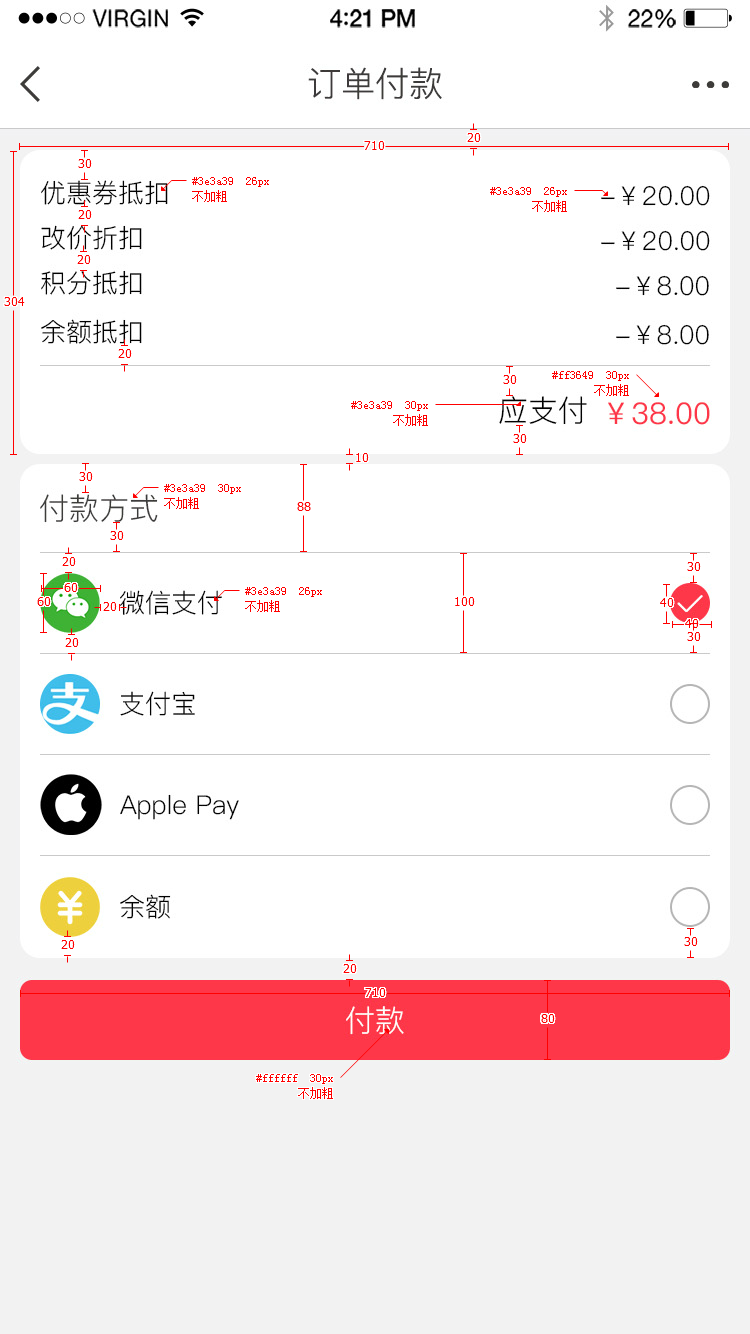 VIRGIN 4:21 PM 22%
订单付款
20
710
30
优惠券抵扣 #3e3a39 26px 不加粗 #3e3a39 26px 不加粗 -¥20.00
20
改价折扣 -¥20.00
20
积分抵扣 -¥8.00
304
余额抵扣 -¥8.00
20
30 #ff3649 30px 不加粗
#3e3a39 30px 不加粗 应支付 ¥38.00
30
10
30
付款方式 #3e3a39 30px 不加粗 88
30
20 30
60
60 20 微信支付 #3e3a39 26px 不加粗 100 40
40
20 30
支 支付宝
Apple Pay
¥ 余额
20 30
20
710
付款 80
#ffffff 30px
不加粗